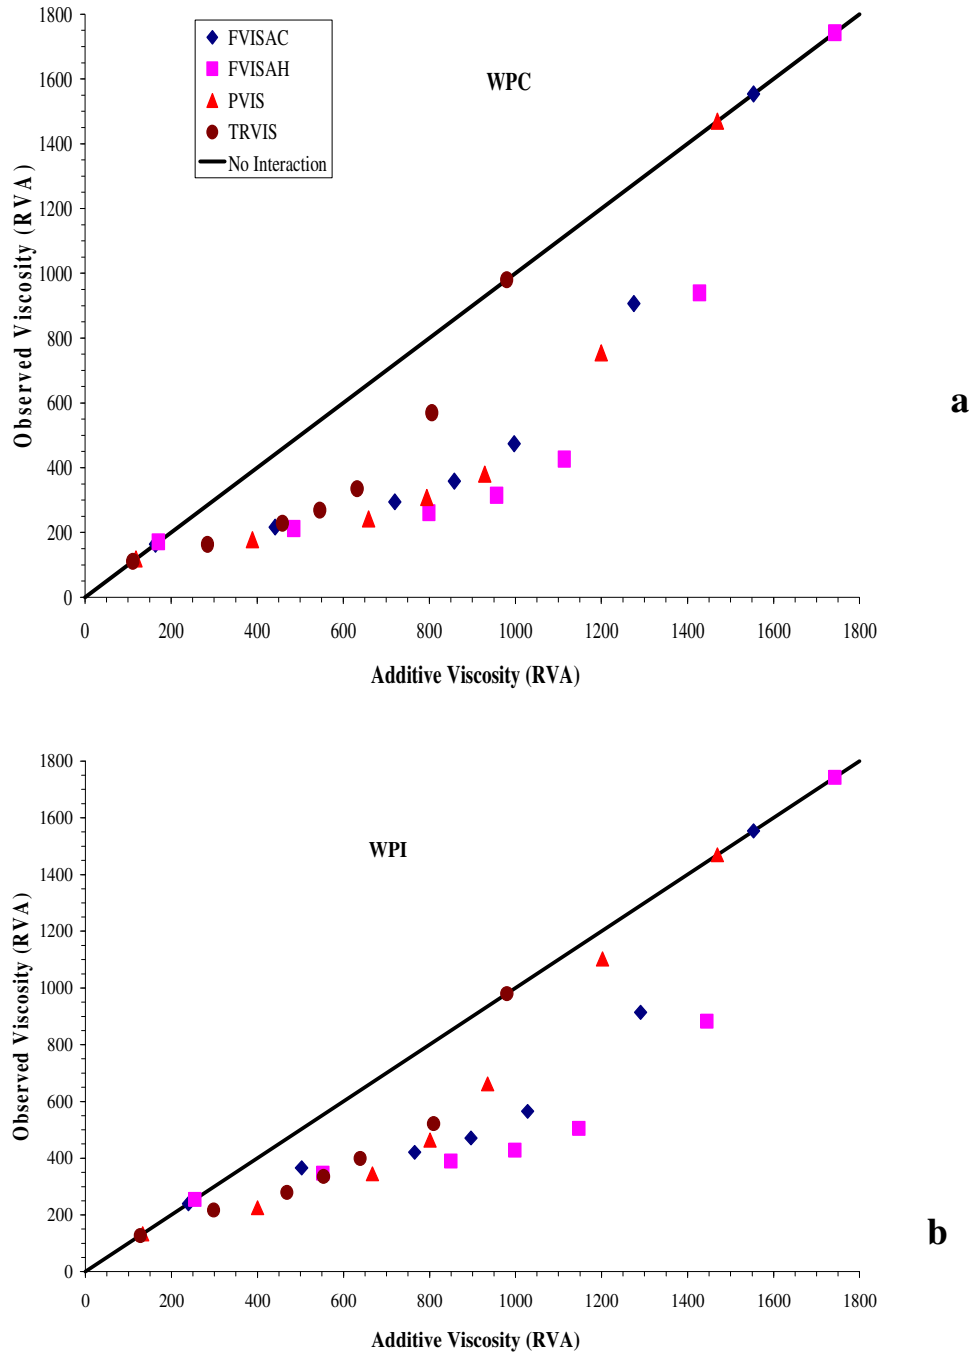 1800
1600
1400
1200
1000
800
600
400
200
0
Observed Viscosity (RVA)
FVISAC
FVISAH
PVIS
TRVIS
No Interaction
WPC
a
0 200 400 600 800 1000 1200 1400 1600 1800
Additive Viscosity (RVA)
1800
1600
1400
1200
1000
800
600
400
200
0
Observed Viscosity (RVA)
WPI
b
0 200 400 600 800 1000 1200 1400 1600 1800
Additive Viscosity (RVA)